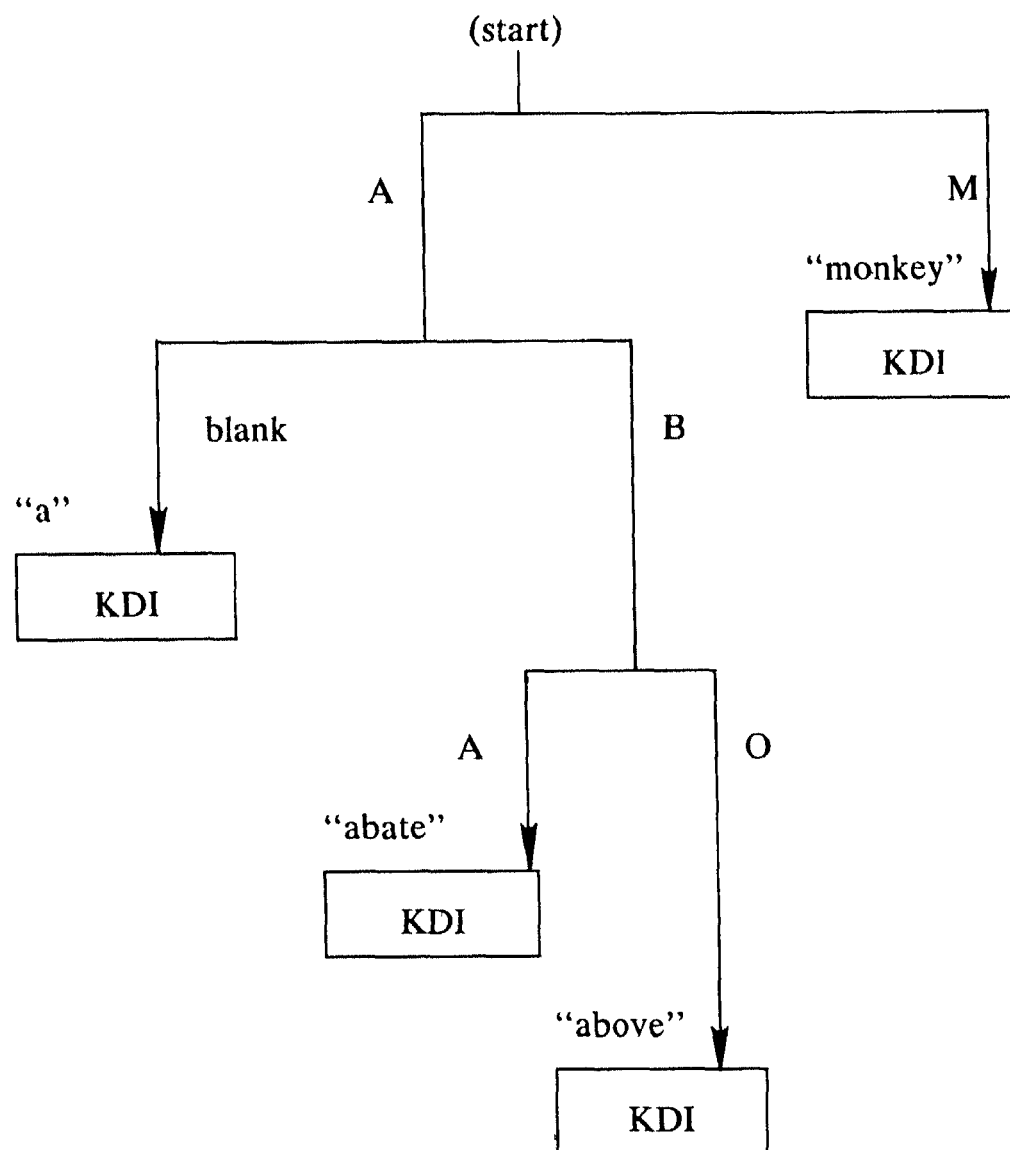 (start)
A
M
“monkey”
KDI
blank
B
“a”
KDI
A
O
“abate”
KDI
“above”
KDI